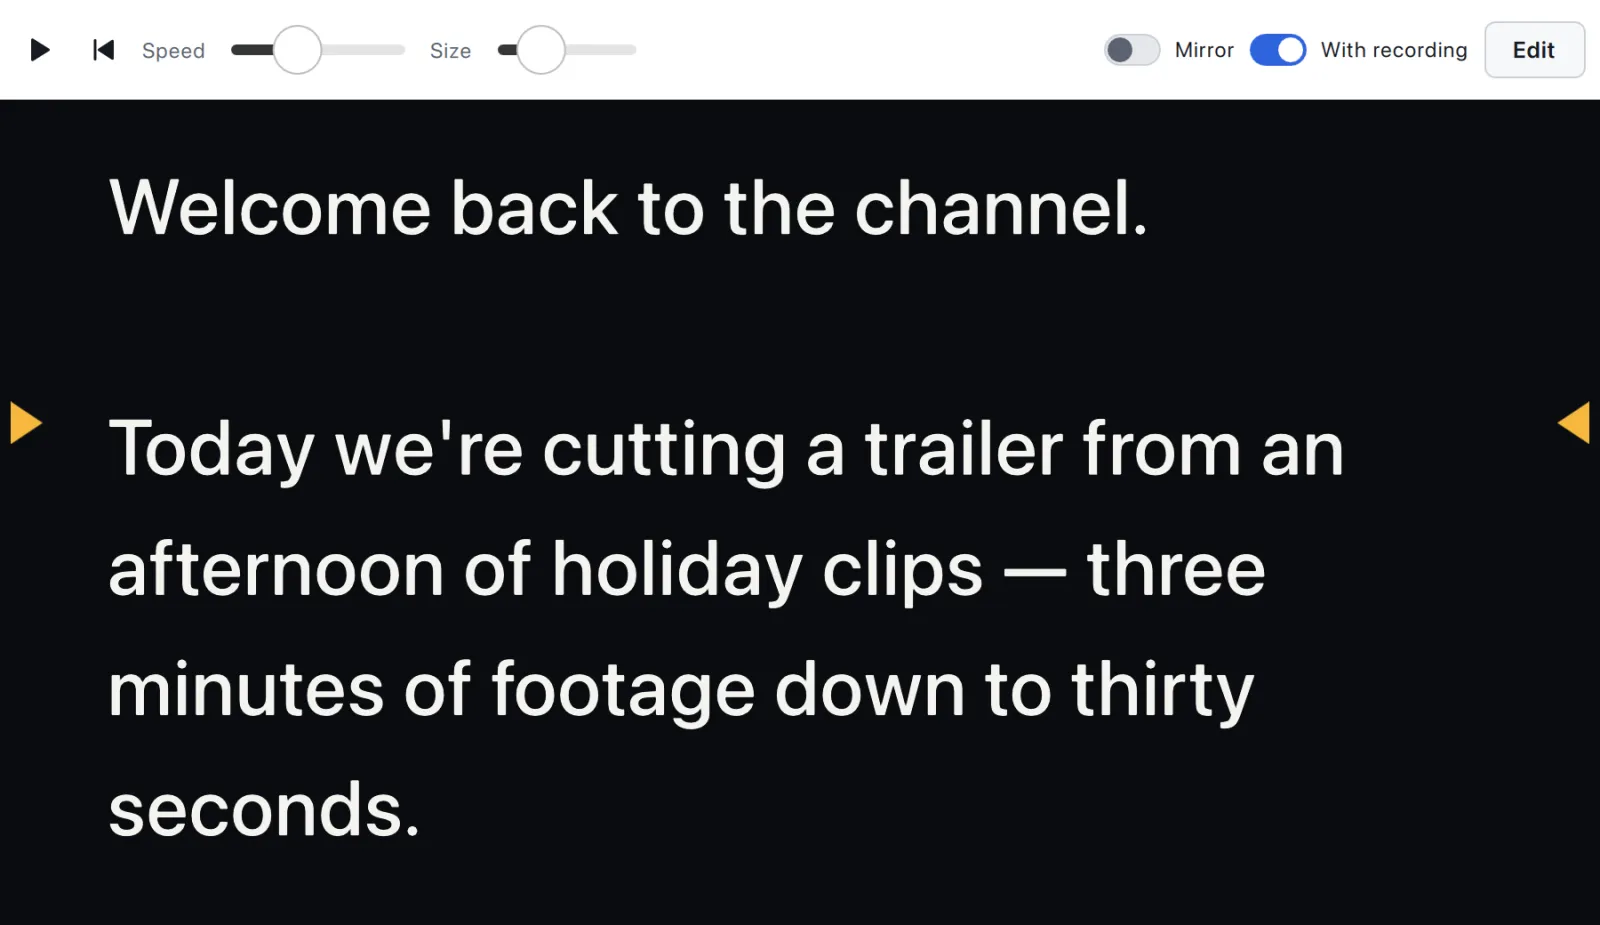 Speed
Size
Mirror
With recording
Edit
Welcome back to the channel.
Today we're cutting a trailer from an
afternoon of holiday clips — three
minutes of footage down to thirty
seconds.